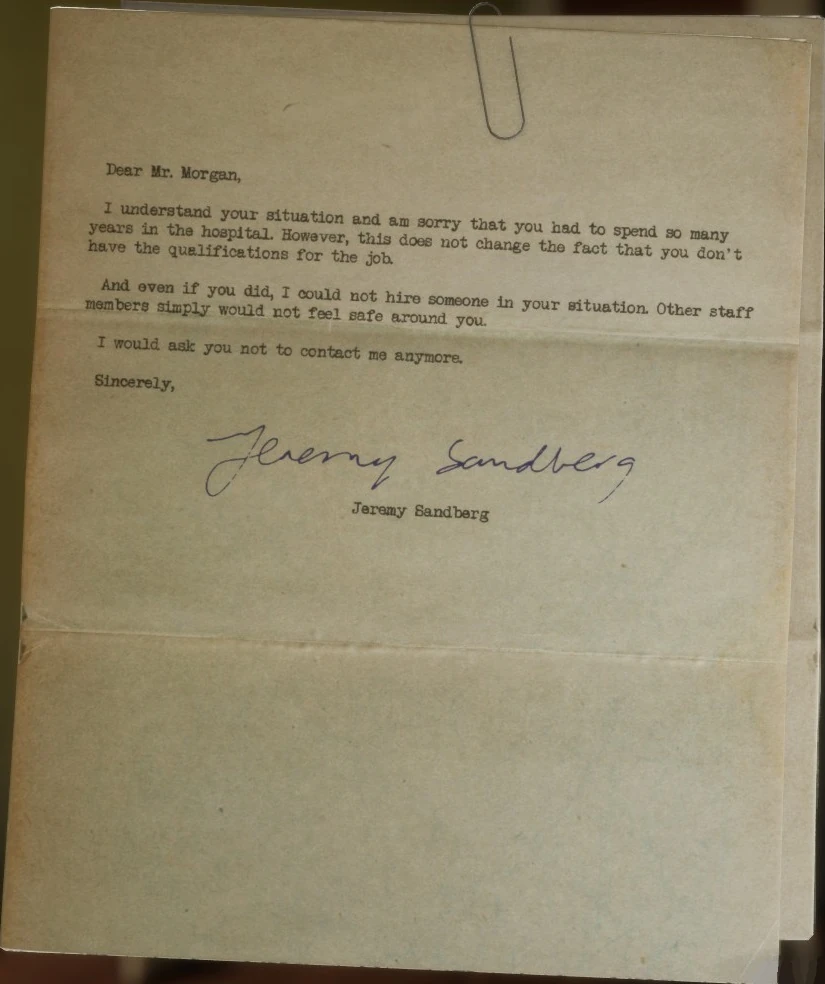 Dear Mr. Morgan,
I understand your situation and am sorry that you had to spend so many
years in the hospital. However, this does not change the fact that you don't
have the qualifications for the job.
And even if you did, I could not hire someone in your situation. Other staff
members simply would not feel safe around you.
I would ask you not to contact me anymore.
Sincerely,
Jeremy Sandberg
Jeremy Sandberg